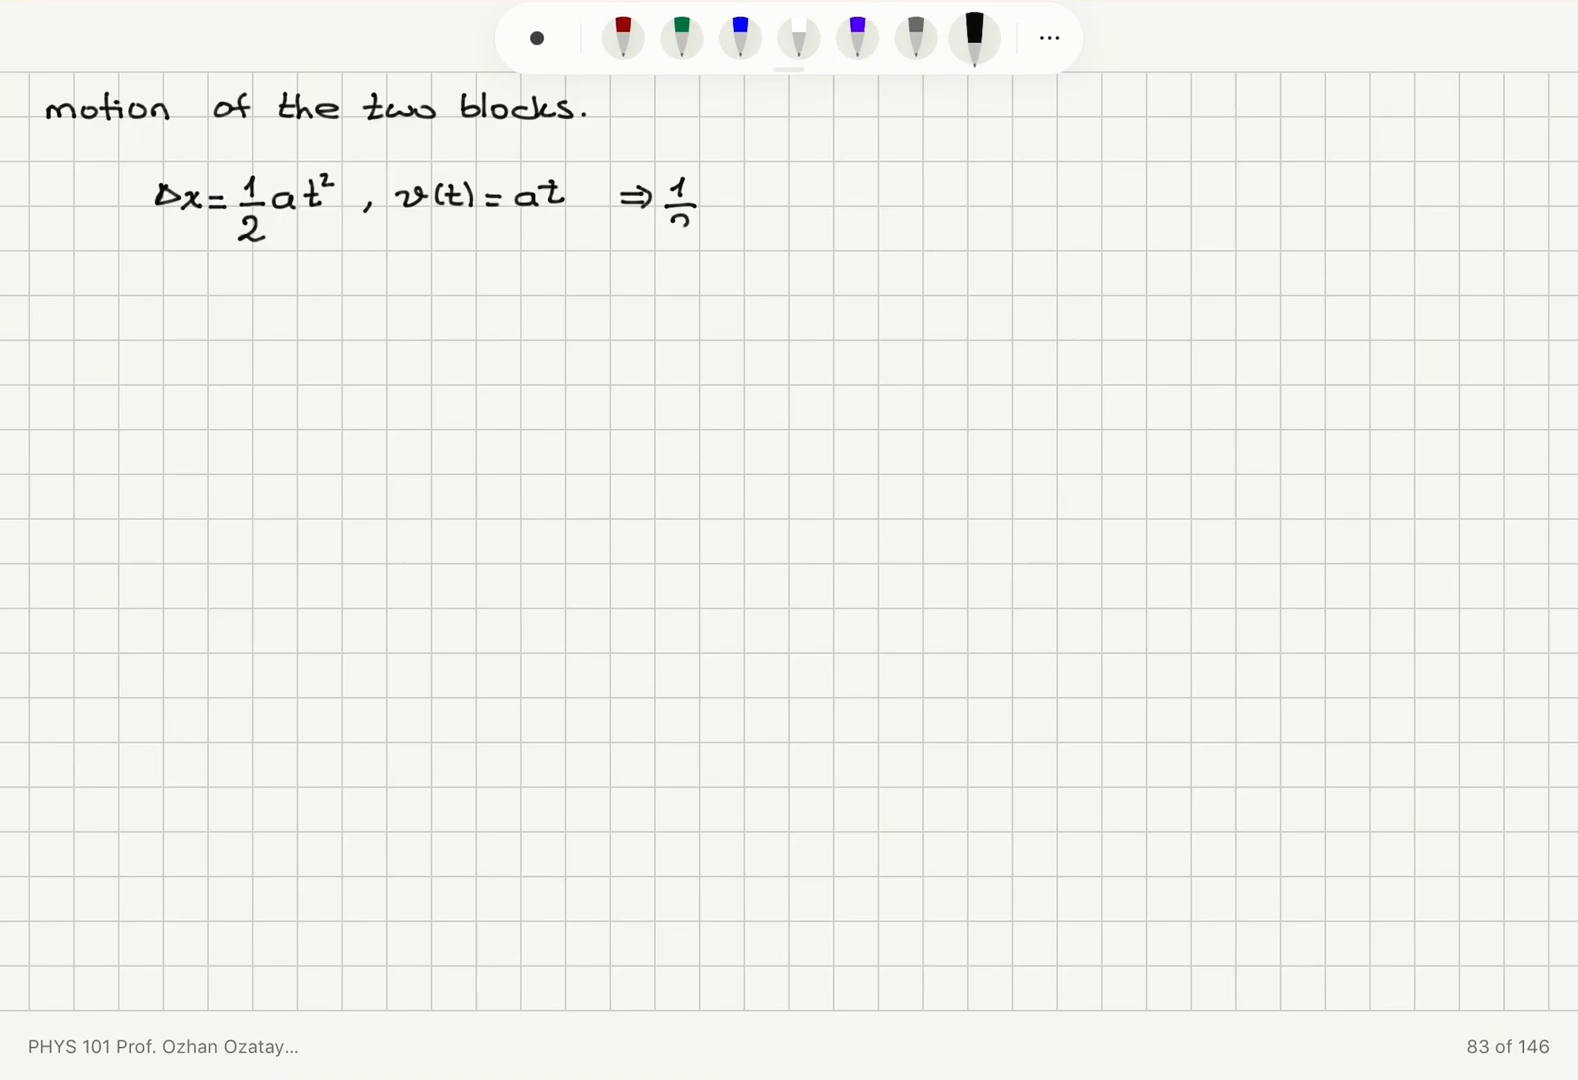 motion of the two blocks.
Δx = 1/2 at², v(t) = at ⇒ 1/2
PHYS 101 Prof. Ozhan Ozatay...
83 of 146